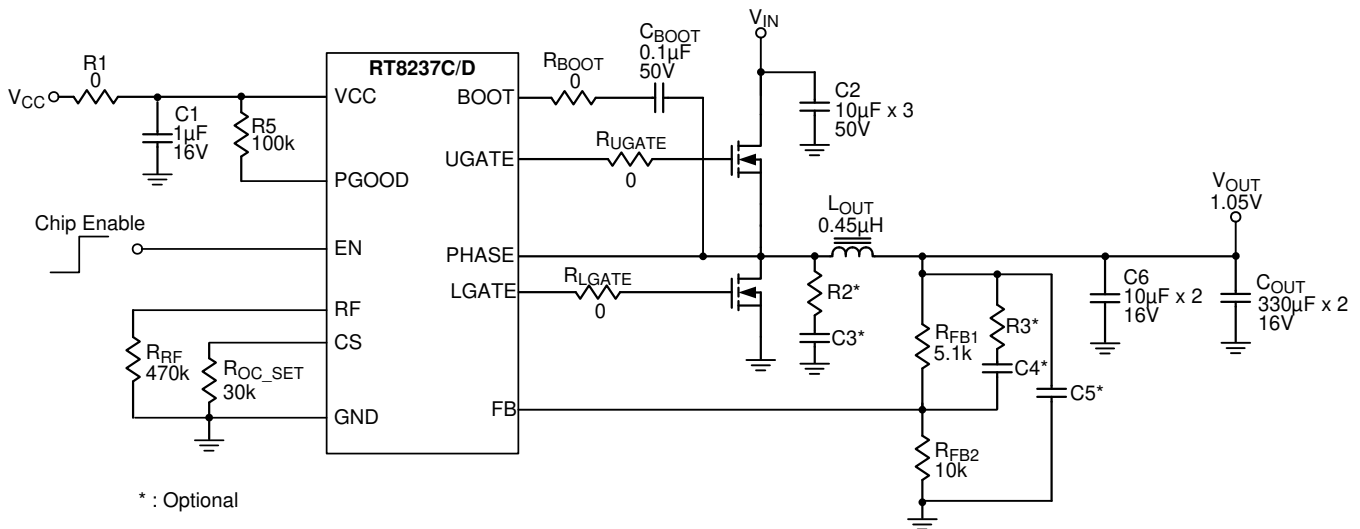 VIN
CBOOT
0.1µF
50V
RBOOT
0
R1
0
RT8237C/D
VCC
VCC
BOOT
C2
10µF x 3
50V
C1
1µF
16V
R5
100k
RUGATE
0
UGATE
PGOOD
VOUT
1.05V
LOUT
0.45µH
Chip Enable
EN
PHASE
RLGATE
0
LGATE
R2*
C6
10µF x 2
16V
COUT
330µF x 2
16V
RF
CS
C3*
RFB1
5.1k
R3*
C4*
C5*
RRF
470k
ROC_SET
30k
GND
FB
RFB2
10k
* : Optional